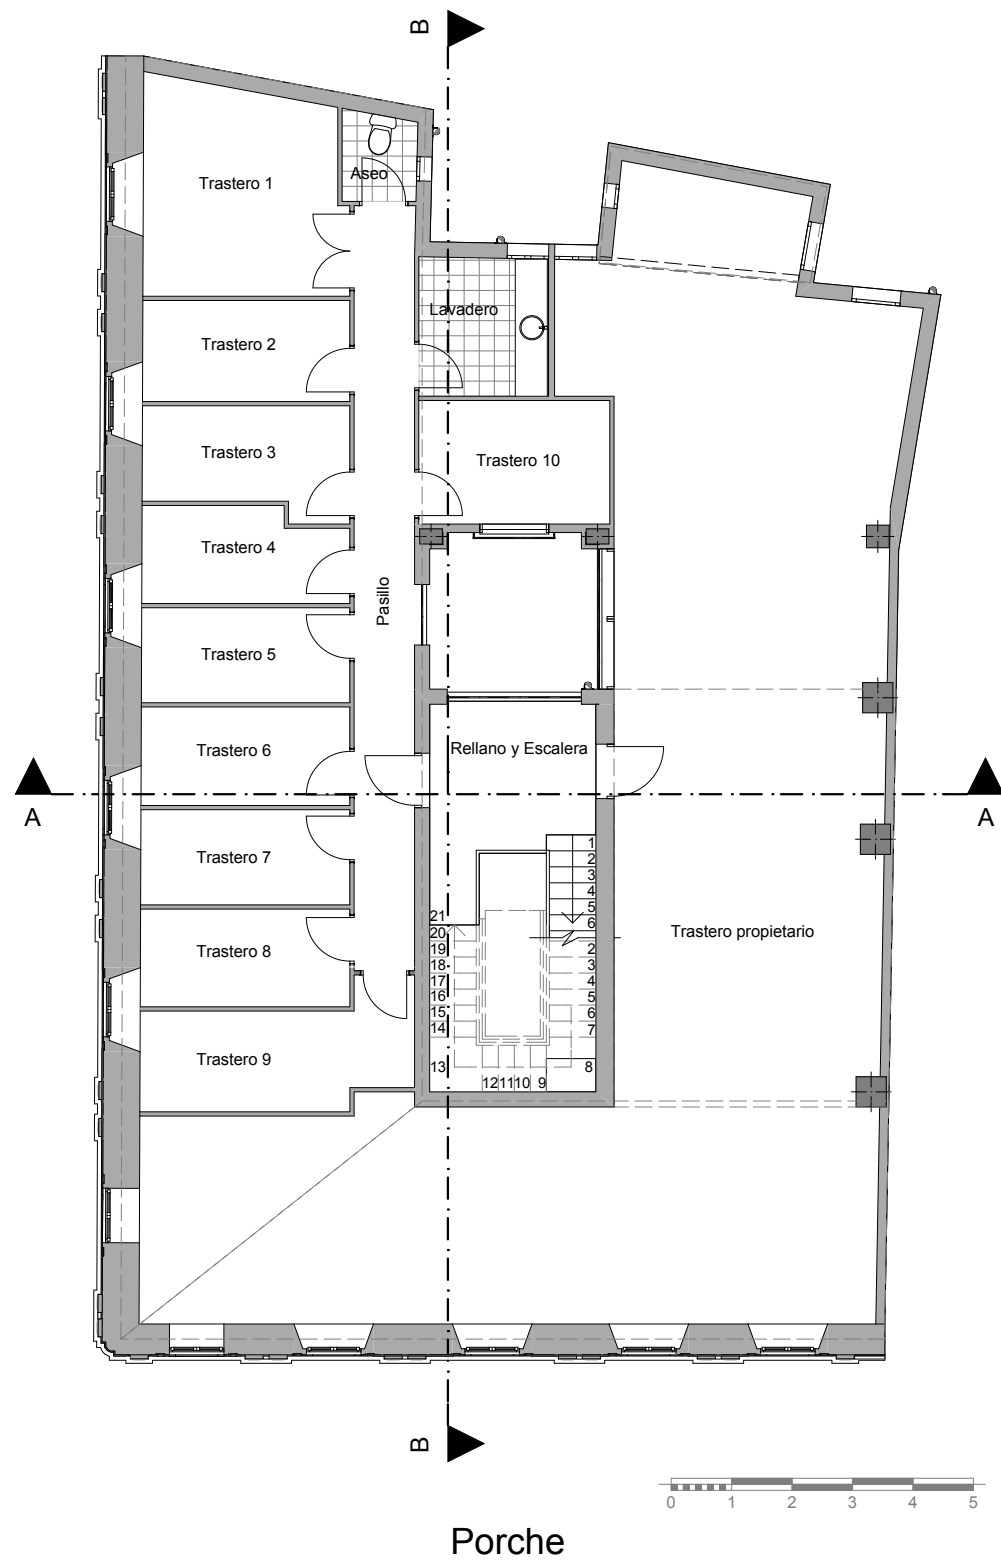 B
Aseo
Trastero 1
Lavadero
Trastero 2
Trastero 3
Trastero 10
Trastero 4
Pasillo
Trastero 5
Trastero 6
Rellano y Escalera
A
A
Trastero 7
1
2
3
4
5
6
21
20
19
18
17
16
15
14
13
12 11 10 9
8
2
3
4
5
6
7
Trastero propietario
Trastero 8
Trastero 9
B
0 1 2 3 4 5
Porche